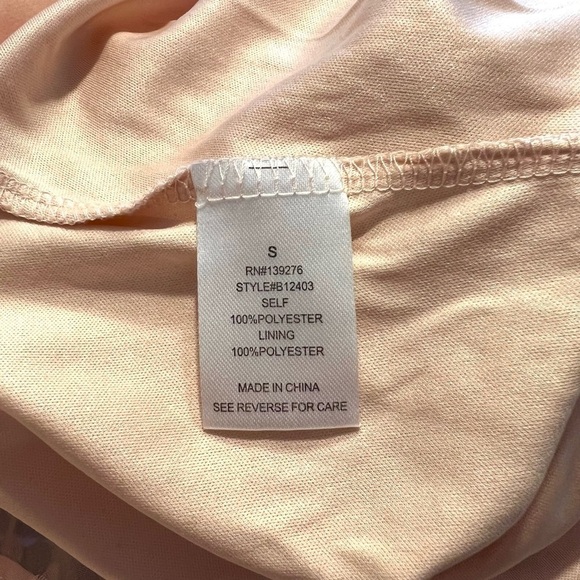 S
RN#139276
STYLE#B12403
SELF
100%POLYESTER
LINING
100%POLYESTER
MADE IN CHINA
SEE REVERSE FOR CARE